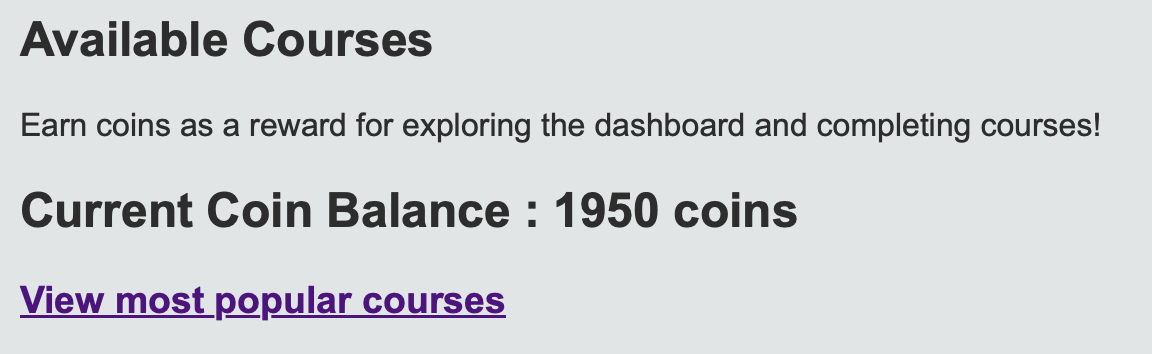 Available Courses
Earn coins as a reward for exploring the dashboard and completing courses!
Current Coin Balance : 1950 coins
View most popular courses